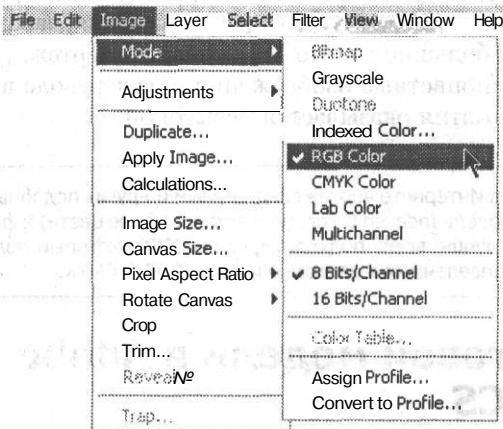 File Edit Image Layer Select Filter View Window Help
Mode
Adjustments
Duplicate...
Apply Image...
Calculations...
Image Size...
Canvas Size...
Pixel Aspect Ratio
Rotate Canvas
Crop
Trim...
Reveal№
Trap...
Bitmap
Grayscale
Duotone
Indexed Color...
RGB Color
CMYK Color
Lab Color
Multichannel
8 Bits/Channel
16 Bits/Channel
Color Table...
Assign Profile...
Convert to Profile...